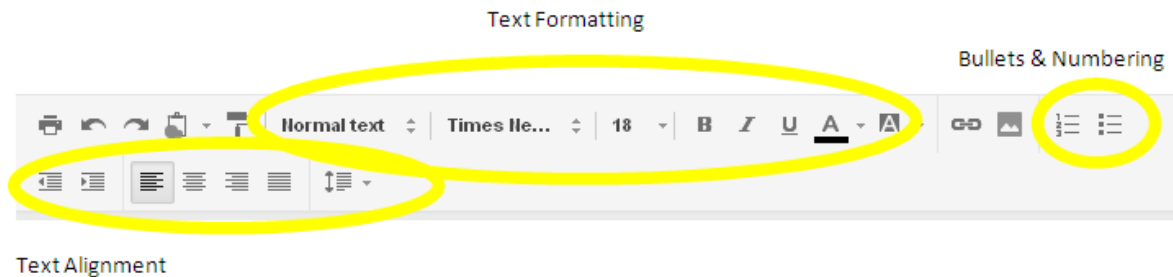 Text Formatting
Bullets & Numbering
Normal text Times Ne... 18 B I U A A
Text Alignment